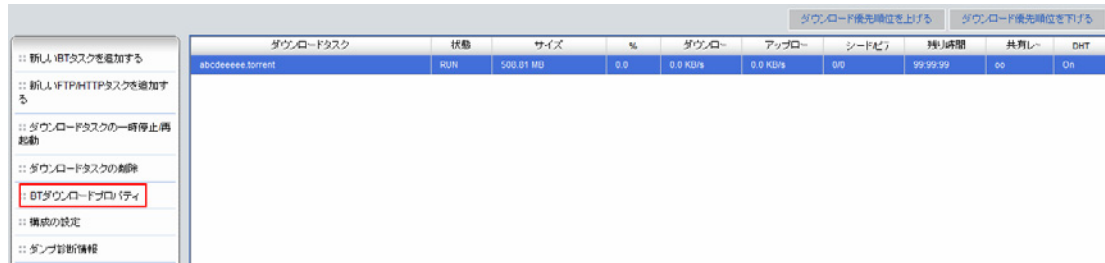 ダウンロード優先順位を上げる ダウンロード優先順位を下げる
ダウンロードタスク 状態 サイズ % ダウンロー アップロー シード/ピア 残り時間 共有レー DHT
abcdeeeee.torrent RUN 508.81 MB 0.0 0.0 KB/s 0.0 KB/s 0/0 99:99:99 oo On
:: 新しいBTタスクを追加する
:: 新しいFTP/HTTPタスクを追加す
る
:: ダウンロードタスクの一時停止/再
起動
:: ダウンロードタスクの削除
:: BTダウンロードプロパティ
:: 構成の設定
:: ダンプ診断情報